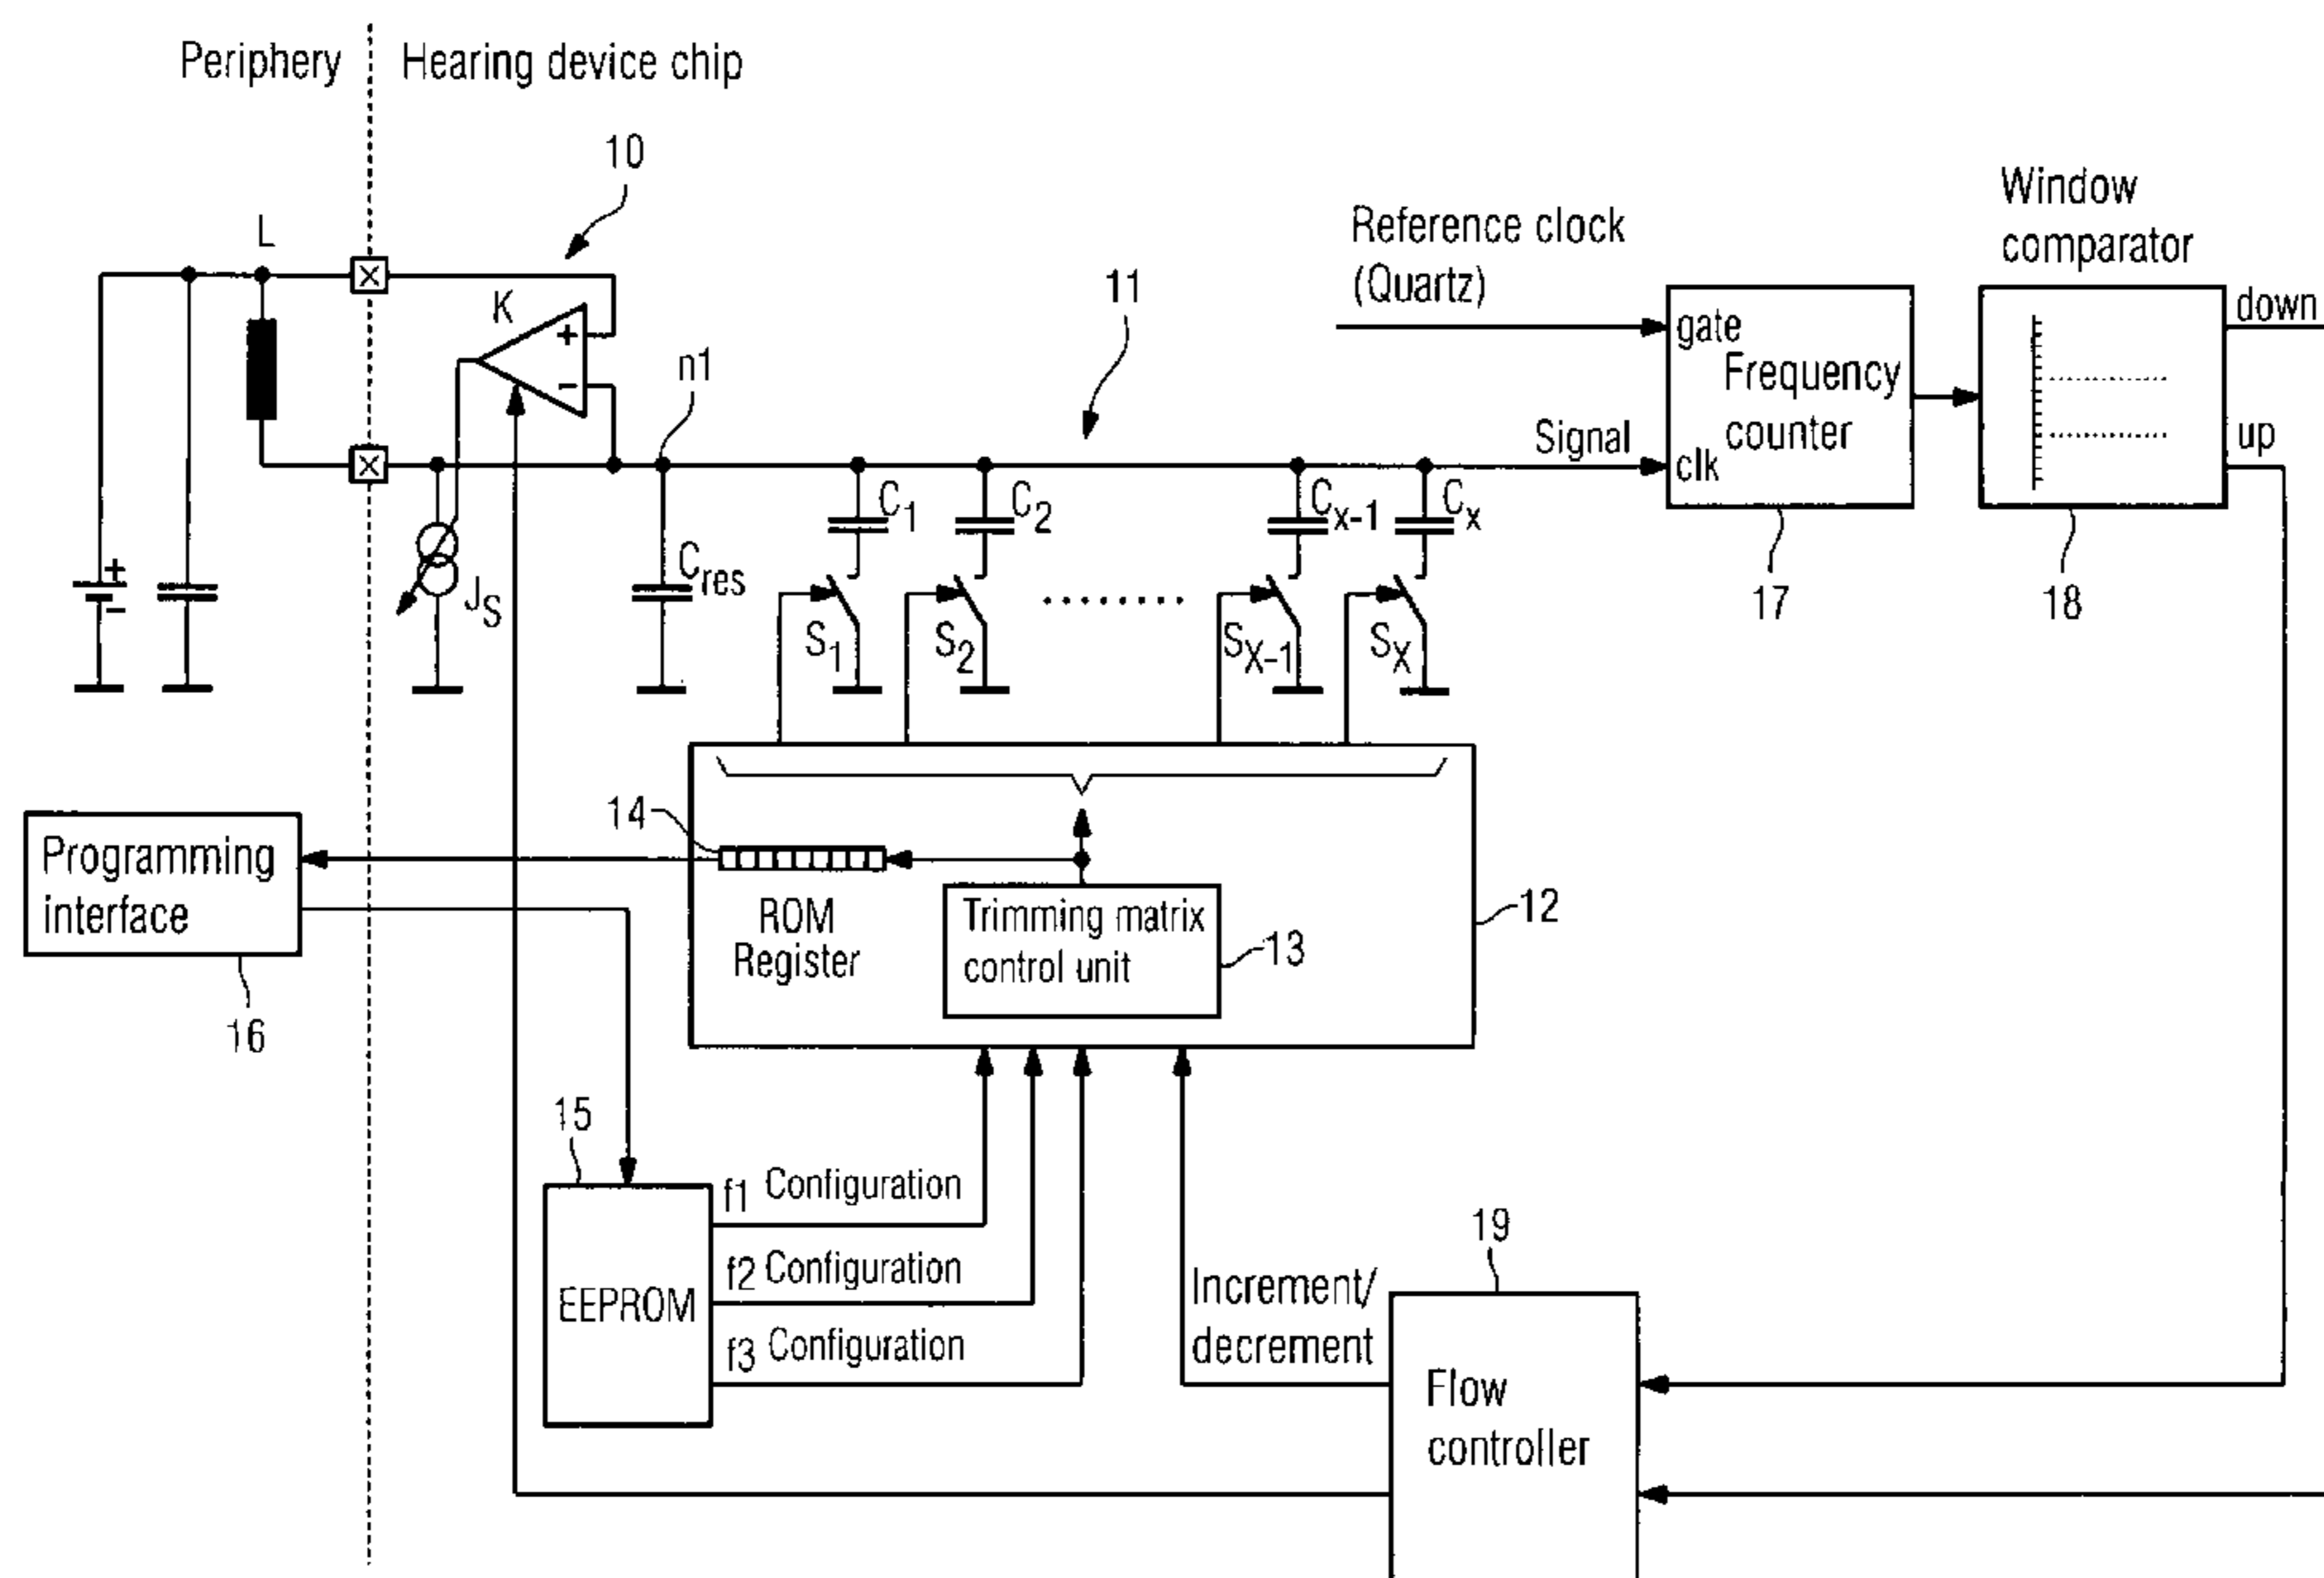 Periphery
Hearing device chip
10
L
K
n1
11
Reference clock
(Quartz)
Window
comparator
gate
Frequency
counter
clk
Signal
down
up
17
18
+
-
+
-
JS
Cres
C1
C2
Cx-1
Cx
S1
S2
........
SX-1
SX
14
Programming
interface
16
ROM
Register
Trimming matrix
control unit
13
12
15
EEPROM
f1 Configuration
f2 Configuration
f3 Configuration
Increment/
decrement
19
Flow
controller